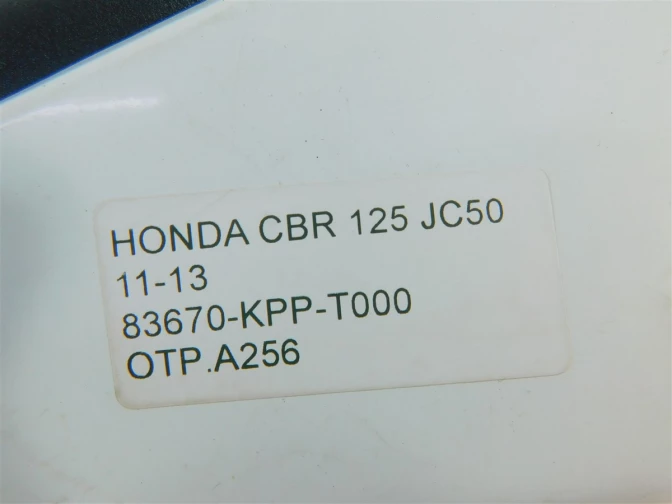 HONDA CBR 125 JC50
11-13
83670-KPP-T000
OTP.A256